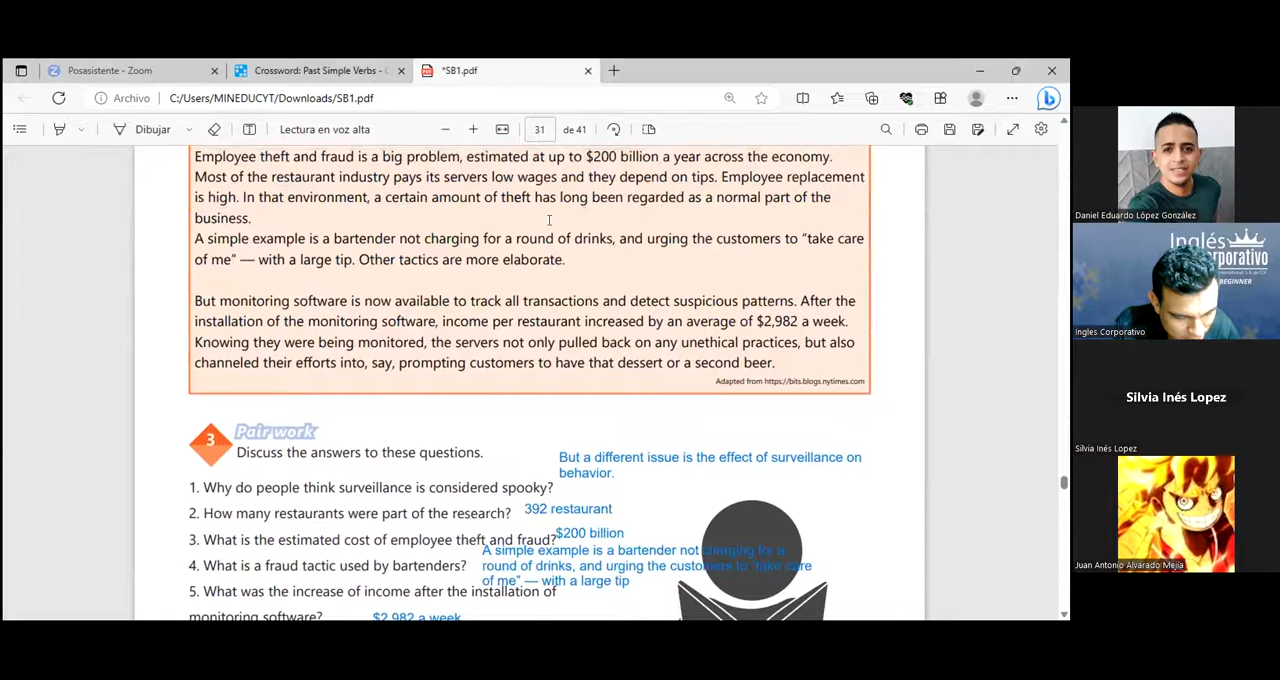 Posasistente - Zoom
Crossword: Past Simple Verbs - C
*SB1.pdf
Archivo
C:/Users/MINEDUCYT/Downloads/SB1.pdf
Dibujar
Lectura en voz alta
31
de 41
Employee theft and fraud is a big problem, estimated at up to $200 billion a year across the economy.
Most of the restaurant industry pays its servers low wages and they depend on tips. Employee replacement
is high. In that environment, a certain amount of theft has long been regarded as a normal part of the
business.
A simple example is a bartender not charging for a round of drinks, and urging the customers to “take care
of me” — with a large tip. Other tactics are more elaborate.
But monitoring software is now available to track all transactions and detect suspicious patterns. After the
installation of the monitoring software, income per restaurant increased by an average of $2,982 a week.
Knowing they were being monitored, the servers not only pulled back on any unethical practices, but also
channeled their efforts into, say, prompting customers to have that dessert or a second beer.
Adapted from https://bits.blogs.nytimes.com
3
Pair work
Discuss the answers to these questions.
But a different issue is the effect of surveillance on
behavior.
1. Why do people think surveillance is considered spooky?
2. How many restaurants were part of the research?
392 restaurant
3. What is the estimated cost of employee theft and fraud?
$200 billion
4. What is a fraud tactic used by bartenders?
A simple example is a bartender not charging for a
round of drinks, and urging the customers to “take care
of me” — with a large tip
5. What was the increase of income after the installation of
monitoring software?
$2,982 a week
Daniel Eduardo López González
Inglés
Corporativo
International S.A. de C.V.
BEGINNER
Ingles Corporativo
Silvia Inés Lopez
Silvia Inés Lopez
Juan Antonio Alvarado Mejía